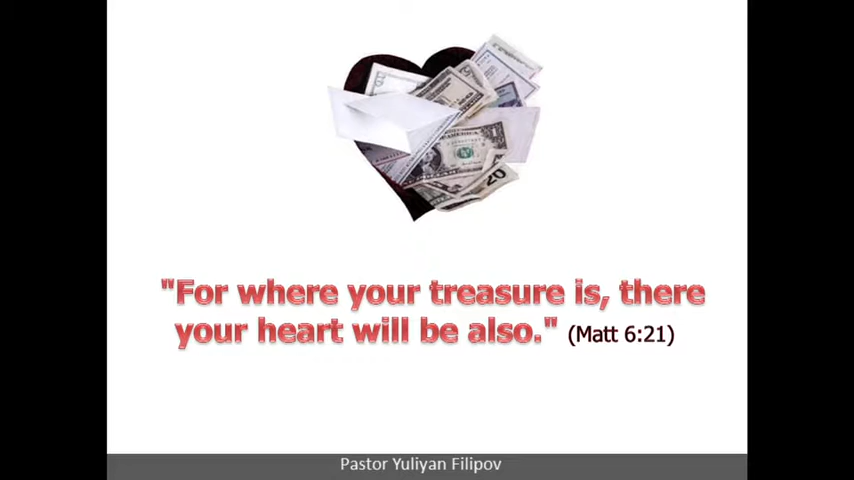 "For where your treasure is, there
your heart will be also." (Matt 6:21)
Pastor Yuliyan Filipov